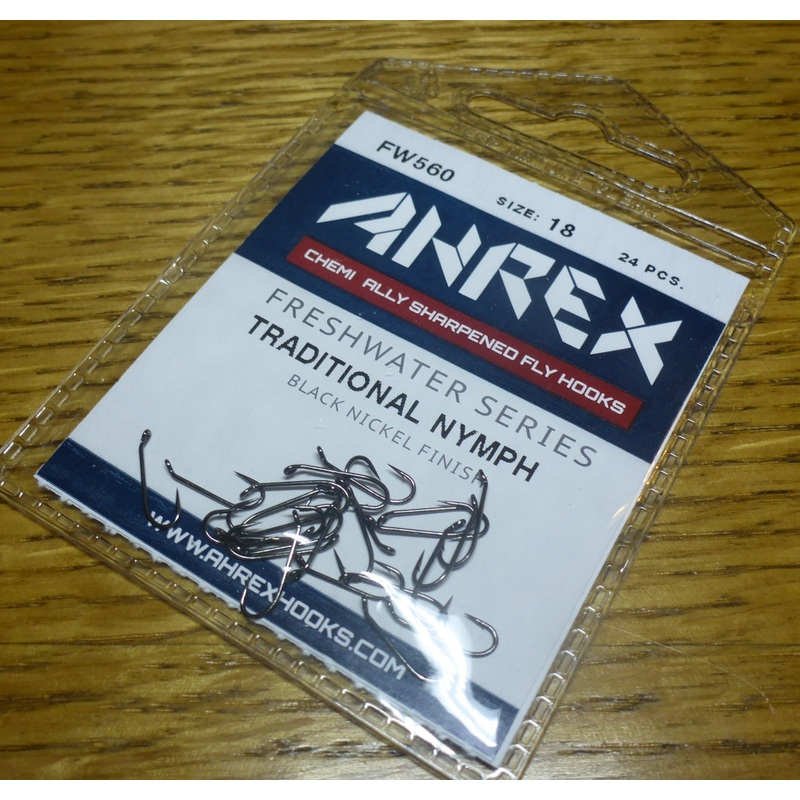 FW560 SIZE: 18 24 PCS.
AHREX
CHEMI ALLY SHARPENED FLY HOOKS
FRESHWATER SERIES
TRADITIONAL NYMPH
BLACK NICKEL FINISH
WWW.AHREXHOOKS.COM